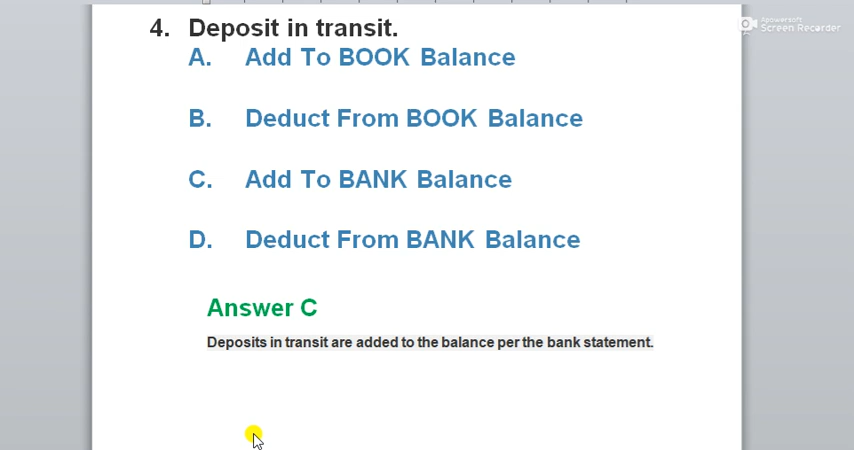 4. Deposit in transit.
A. Add To BOOK Balance
B. Deduct From BOOK Balance
C. Add To BANK Balance
D. Deduct From BANK Balance
Answer C
Deposits in transit are added to the balance per the bank statement.
Apowersoft
Screen Recorder